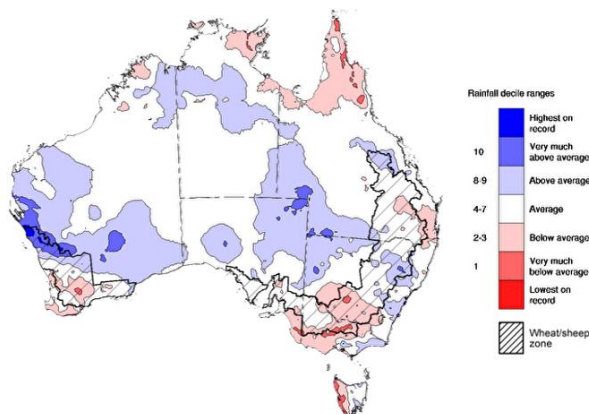 Rainfall decile ranges
Highest on
record
10
Very much
above average
8-9
Above average
4-7
Average
2-3
Below average
1
Very much
below average
Lowest on
record
Wheat/sheep
zone